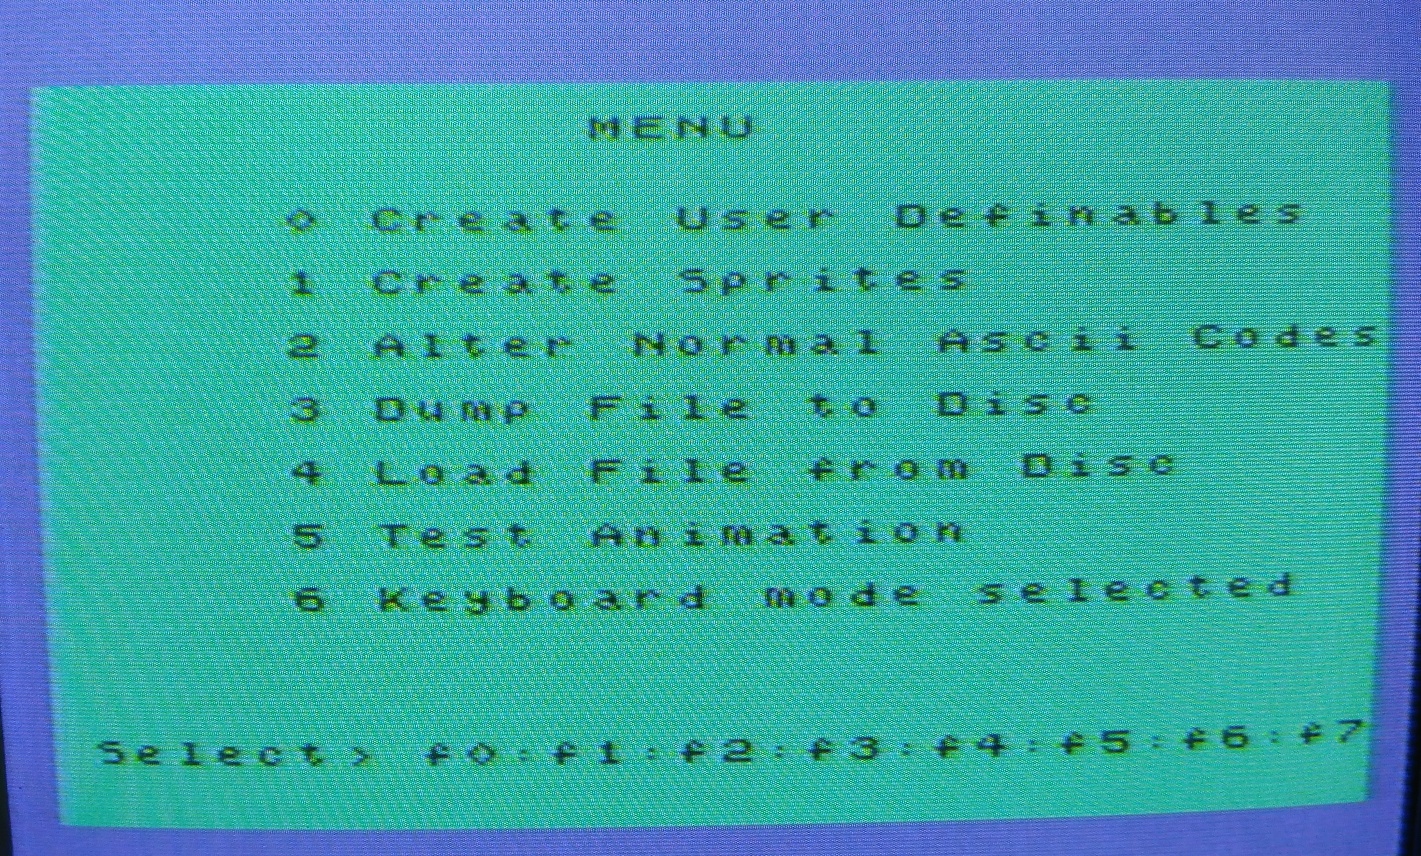 MENU
0 Create User Definables
1 Create Sprites
2 Alter Normal Ascii Codes
3 Dump File to Disc
4 Load File from Disc
5 Test Animation
6 Keyboard mode selected
Select> f0:f1:f2:f3:f4:f5:f6:f7